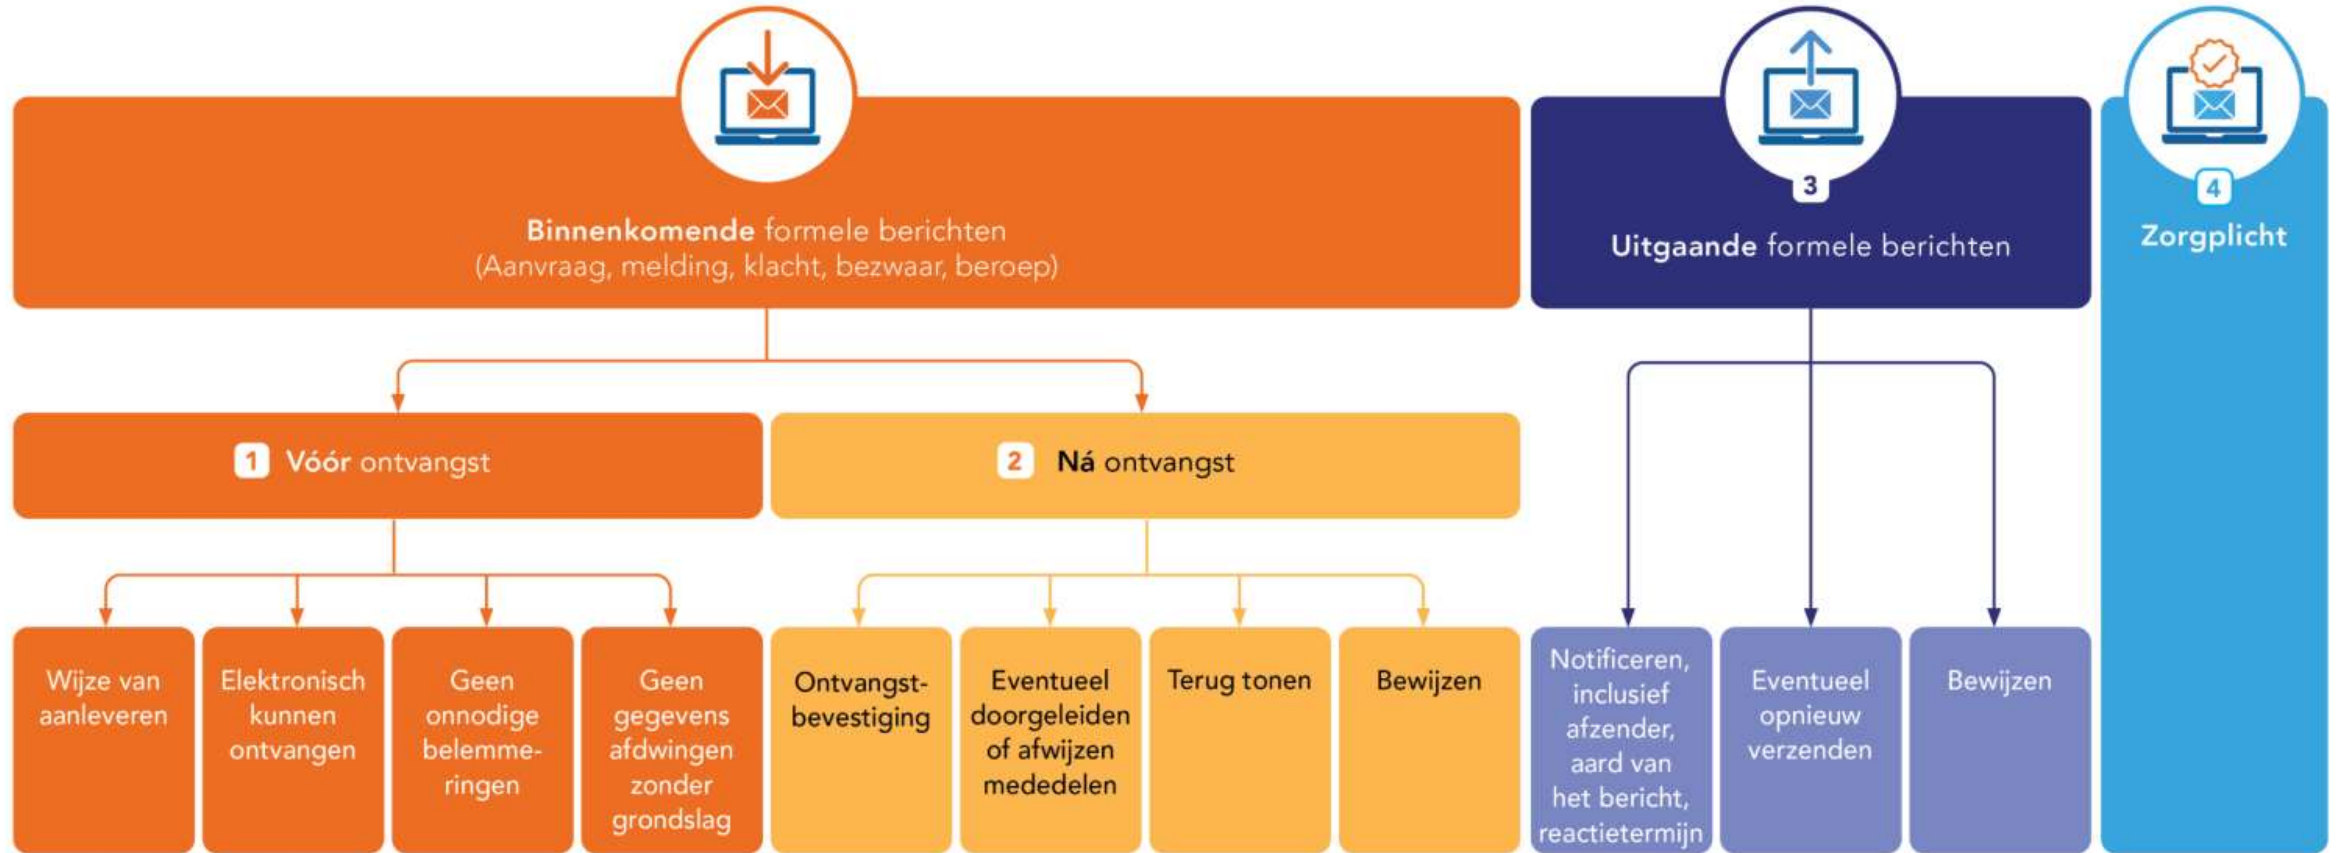 Binnenkomende formele berichten
(Aanvraag, melding, klacht, bezwaar, beroep)
3
Uitgaande formele berichten
4
Zorgplicht
1 Vóór ontvangst
2 Ná ontvangst
Wijze van
aanleveren
Elektronisch
kunnen
ontvangen
Geen
onnodige
belemme-
ringen
Geen
gegevens
afdwingen
zonder
grondslag
Ontvangst-
bevestiging
Eventueel
doorgeleiden
of afwijzen
mededelen
Terug tonen
Bewijzen
Notificeren,
inclusief
afzender,
aard van
het bericht,
reactietermijn
Eventueel
opnieuw
verzenden
Bewijzen